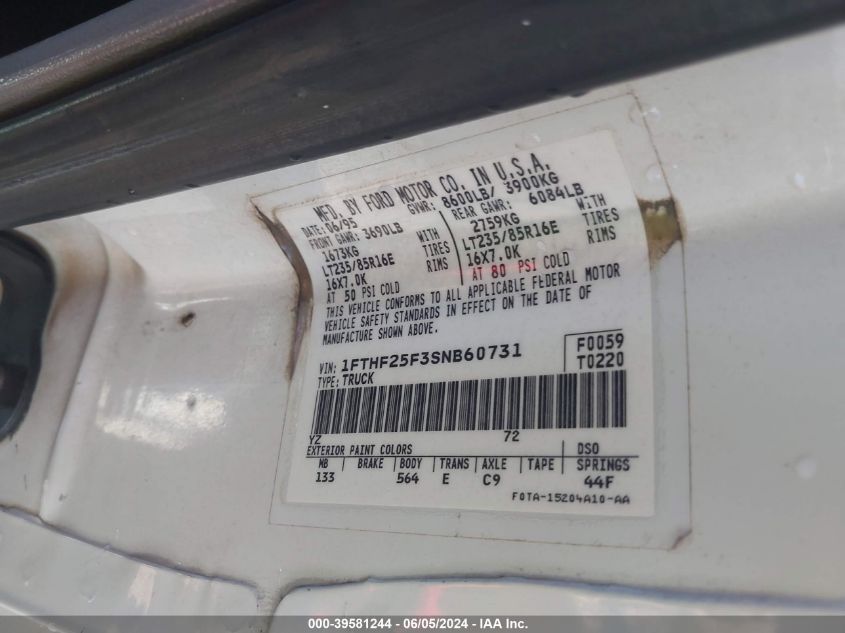 MFD. BY FORD MOTOR CO. IN U.S.A.
DATE: 06/95 GVWR: 8600LB/ 3900KG
FRONT GAWR: 3690LB REAR GAWR: 6084LB
1673KG WITH 2759KG WITH
LT235/85R16E TIRES LT235/85R16E TIRES
16X7.0K RIMS 16X7.0K RIMS
AT 50 PSI COLD AT 80 PSI COLD
THIS VEHICLE CONFORMS TO ALL APPLICABLE FEDERAL MOTOR
VEHICLE SAFETY STANDARDS IN EFFECT ON THE DATE OF
MANUFACTURE SHOWN ABOVE.
VIN: 1FTHF25F3SNB60731 F0059
TYPE: TRUCK T0220
YZ 72
EXTERIOR PAINT COLORS DSO
WB BRAKE BODY TRANS AXLE TAPE SPRINGS
133 564 E C9 44F
F0TA-15204A10-AA
000-39581244 06/05/2024 - IAA Inc.